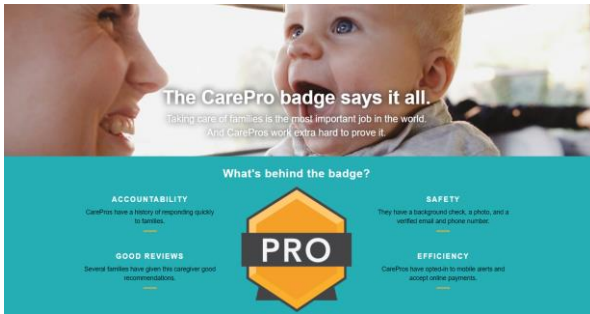 The CarePro badge says it all.
Taking care of families is the most important job in the world.
And CarePros work extra hard to prove it.
What's behind the badge?
ACCOUNTABILITY
CarePros have a history of responding quickly
to families.
GOOD REVIEWS
Several families have given this caregiver good
recommendations.
PRO
SAFETY
They have a background check, a photo, and a
verified email and phone number.
EFFICIENCY
CarePros have opted-in to mobile alerts and
accept online payments.